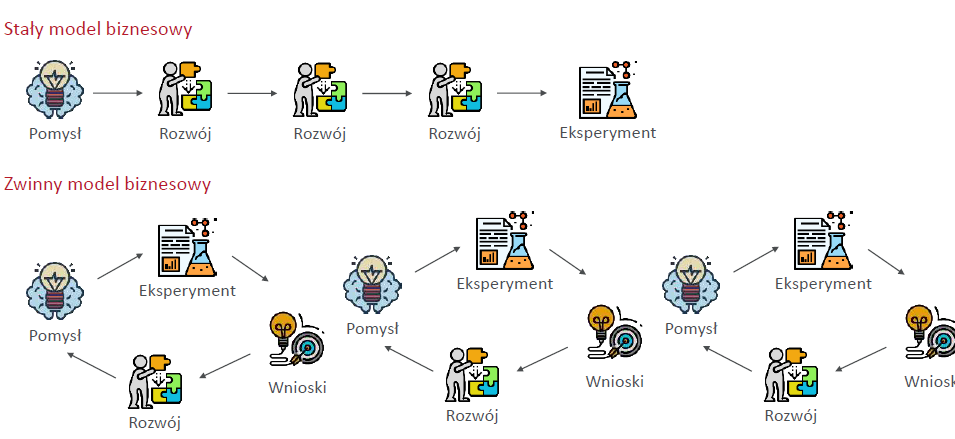 Stały model biznesowy
Pomysł
Rozwój
Rozwój
Rozwój
Eksperyment
Zwinny model biznesowy
Pomysł
Eksperyment
Wnioski
Rozwój
Pomysł
Eksperyment
Wnioski
Rozwój
Pomysł
Eksperyment
Wniosk
Rozwój